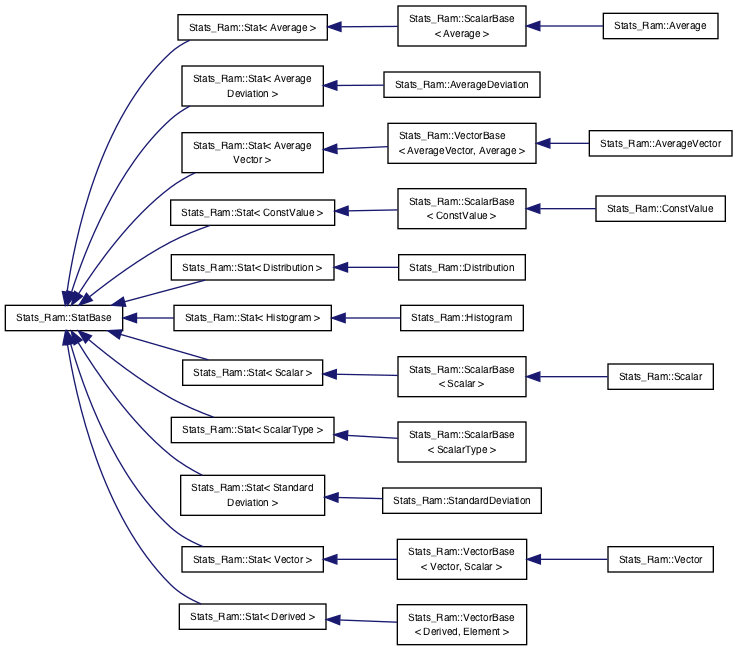 Stats_Ram::Stat< Average >
Stats_Ram::ScalarBase
< Average >
Stats_Ram::Average
Stats_Ram::Stat< Average
Deviation >
Stats_Ram::AverageDeviation
Stats_Ram::Stat< Average
Vector >
Stats_Ram::VectorBase
< AverageVector, Average >
Stats_Ram::AverageVector
Stats_Ram::Stat< ConstValue >
Stats_Ram::ScalarBase
< ConstValue >
Stats_Ram::ConstValue
Stats_Ram::Stat< Distribution >
Stats_Ram::Distribution
Stats_Ram::StatBase
Stats_Ram::Stat< Histogram >
Stats_Ram::Histogram
Stats_Ram::Stat< Scalar >
Stats_Ram::ScalarBase
< Scalar >
Stats_Ram::Scalar
Stats_Ram::Stat< ScalarType >
Stats_Ram::ScalarBase
< ScalarType >
Stats_Ram::Stat< Standard
Deviation >
Stats_Ram::StandardDeviation
Stats_Ram::Stat< Vector >
Stats_Ram::VectorBase
< Vector, Scalar >
Stats_Ram::Vector
Stats_Ram::Stat< Derived >
Stats_Ram::VectorBase
< Derived, Element >